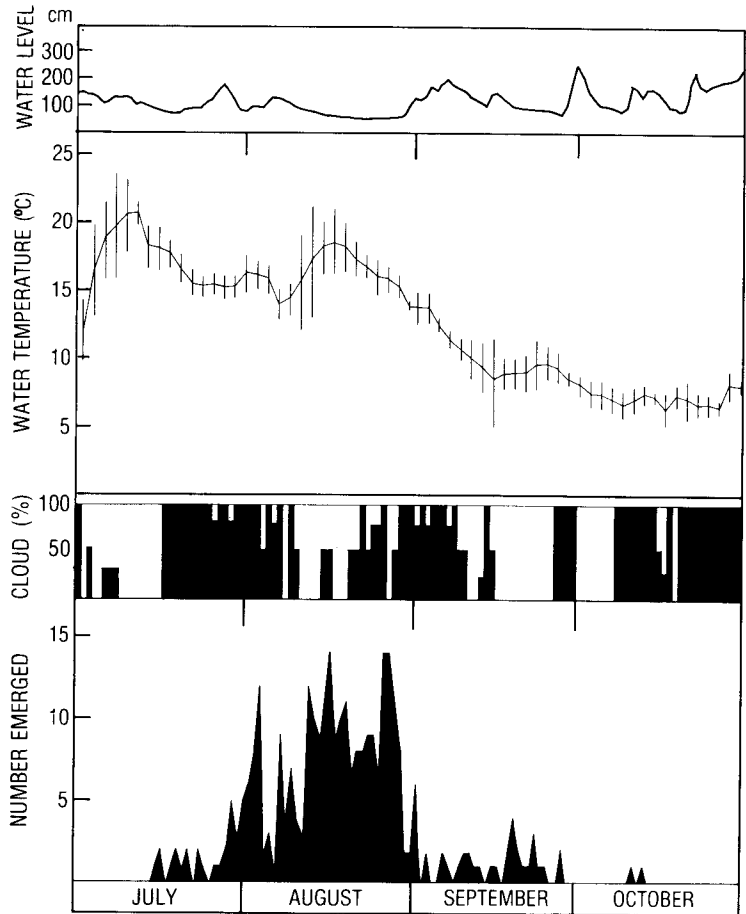 cm
WATER LEVEL
300
200
100
WATER TEMPERATURE (ºC)
25
20
15
10
5
CLOUD (%)
100
50
NUMBER EMERGED
15
10
5
JULY AUGUST SEPTEMBER OCTOBER